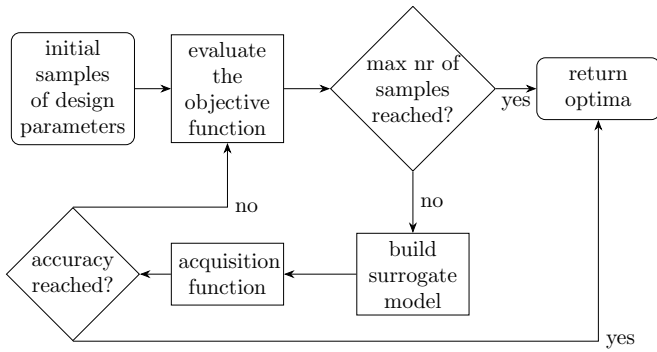 initial
samples
of design
parameters
evaluate
the
objective
function
max nr of
samples
reached?
yes
return
optima
no
build
surrogate
model
acquisition
function
accuracy
reached?
no
yes